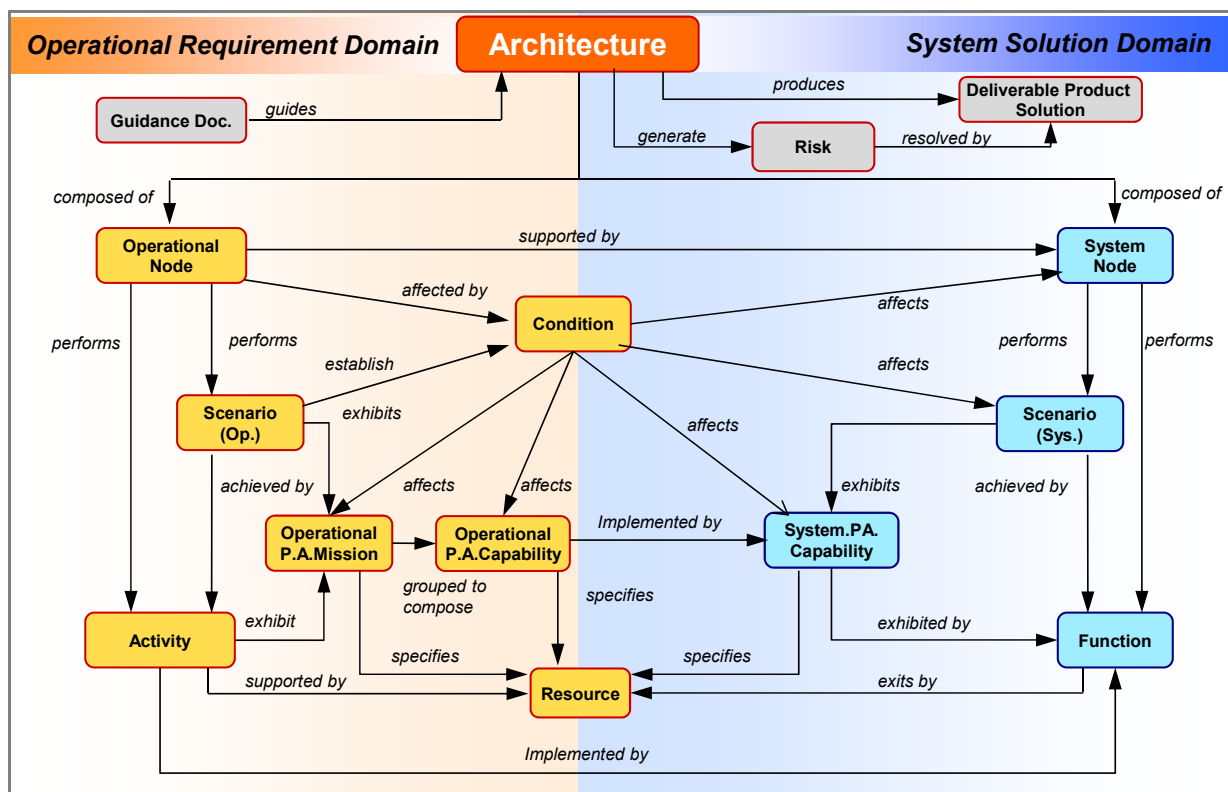 Operational Requirement Domain
Architecture
System Solution Domain
produces
Deliverable Product
Solution
Guidance Doc.
guides
generate
Risk
resolved by
composed of
composed of
Operational
Node
supported by
System
Node
affected by
Condition
affects
performs
performs
establish
affects
performs
performs
Scenario
(Op.)
exhibits
affects
Scenario
(Sys.)
achieved by
affects
affects
exhibits
achieved by
Operational
P.A.Mission
Operational
P.A.Capability
Implemented by
System.PA.
Capability
grouped to
compose
specifies
Activity
exhibit
exhibited by
Function
specifies
specifies
supported by
Resource
exits by
Implemented by